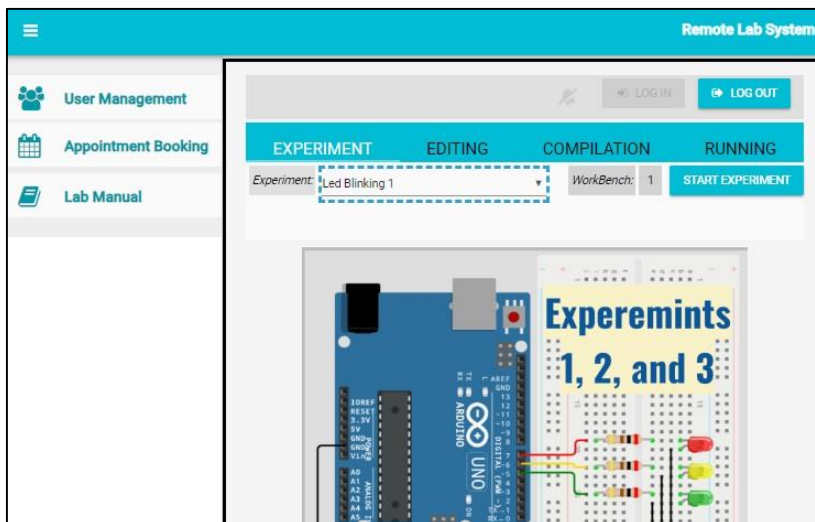 Remote Lab System
User Management
Appointment Booking
Lab Manual
LOG IN
LOG OUT
EXPERIMENT EDITING COMPILATION RUNNING
Experiment: Led Blinking 1 WorkBench: 1 START EXPERIMENT
Experemints
1, 2, and 3
IOREF
RESET
3.3V
5V
GND
GND
Vin
POWER
A0
A1
A2
A3
A4
A5
ANALOG
TX
RX
L
AREF
GND
13
12
~11
~10
~9
8
7
~6
~5
4
~3
2
DIGITAL (PWM ~)
ARDUINO
UNO
ON